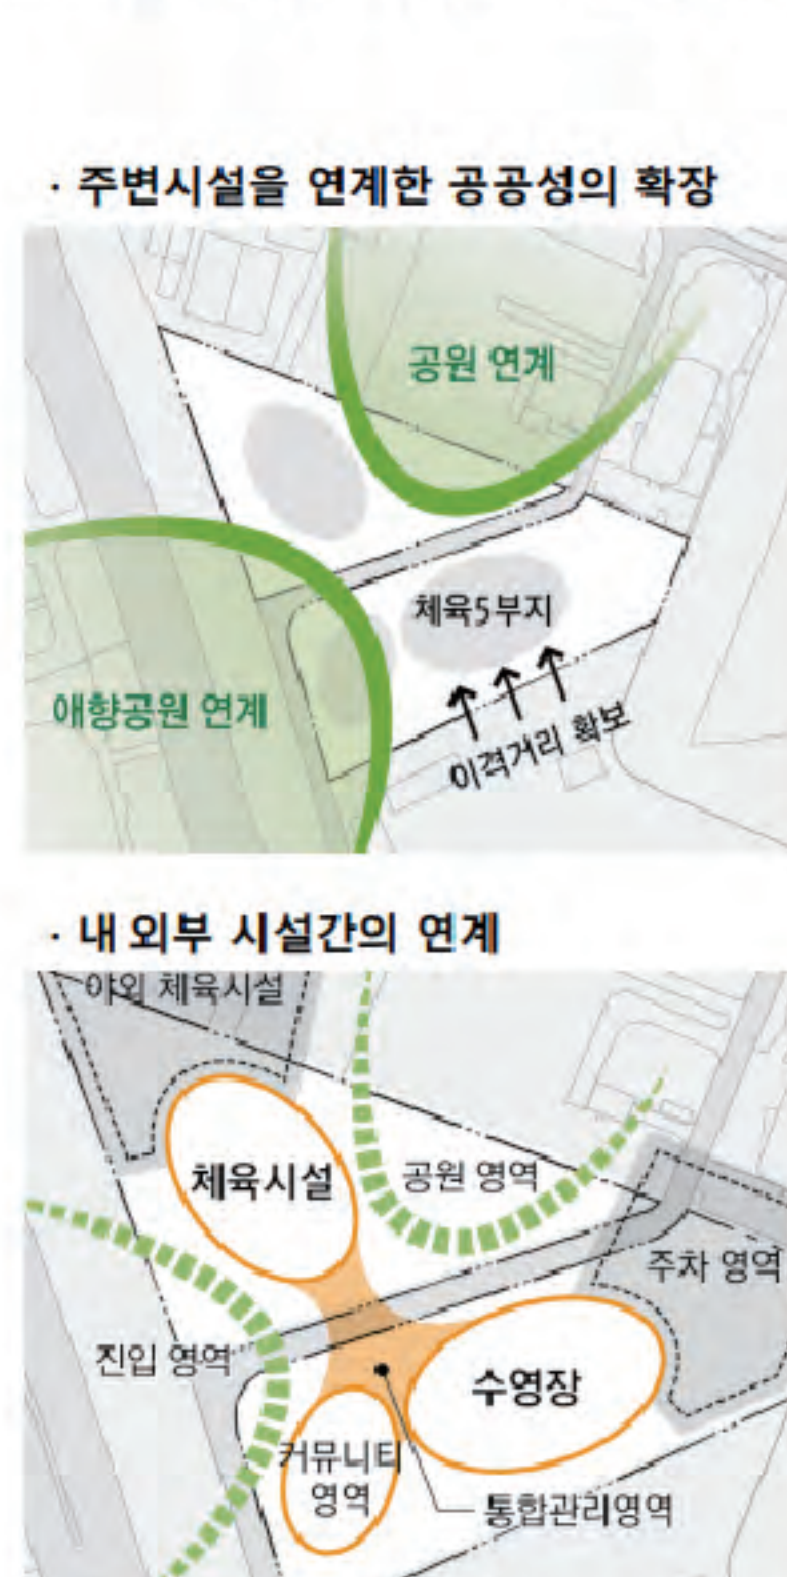 · 주변시설을 연계한 공공성의 확장
공원 연계
체육5부지
애향공원 연계
이격거리 확보
· 내 외부 시설간의 연계
야외 체육시설
체육시설
공원 영역
주차 영역
진입 영역
수영장
커뮤니티
영역
통합관리영역